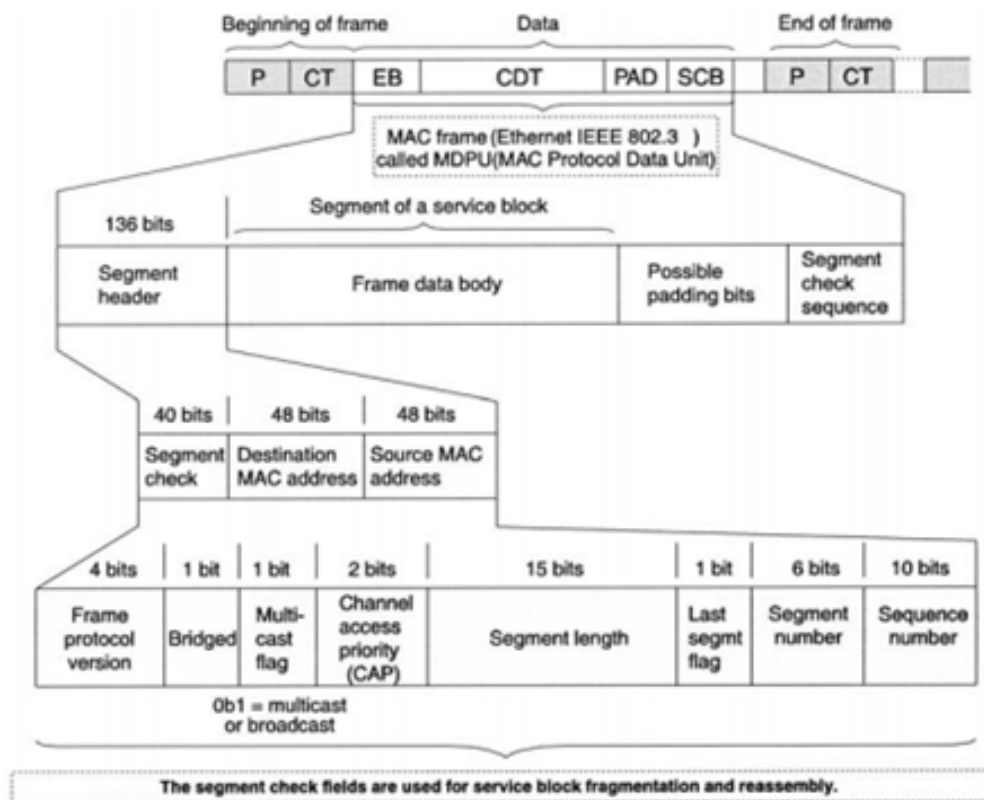 Beginning of frame Data End of frame
P CT EB CDT PAD SCB P CT
MAC frame (Ethernet IEEE 802.3 )
called MDPU(MAC Protocol Data Unit)
Segment of a service block
136 bits
Segment
header
Frame data body
Possible
padding bits
Segment
check
sequence
40 bits 48 bits 48 bits
Segment
check
Destination
MAC address
Source MAC
address
4 bits 1 bit 1 bit 2 bits 15 bits 1 bit 6 bits 10 bits
Frame
protocol
version
Bridged
Multi-
cast
flag
Channel
access
priority
(CAP)
Segment length
Last
segmt
flag
Segment
number
Sequence
number
0b1 = multicast
or broadcast
The segment check fields are used for service block fragmentation and reassembly.